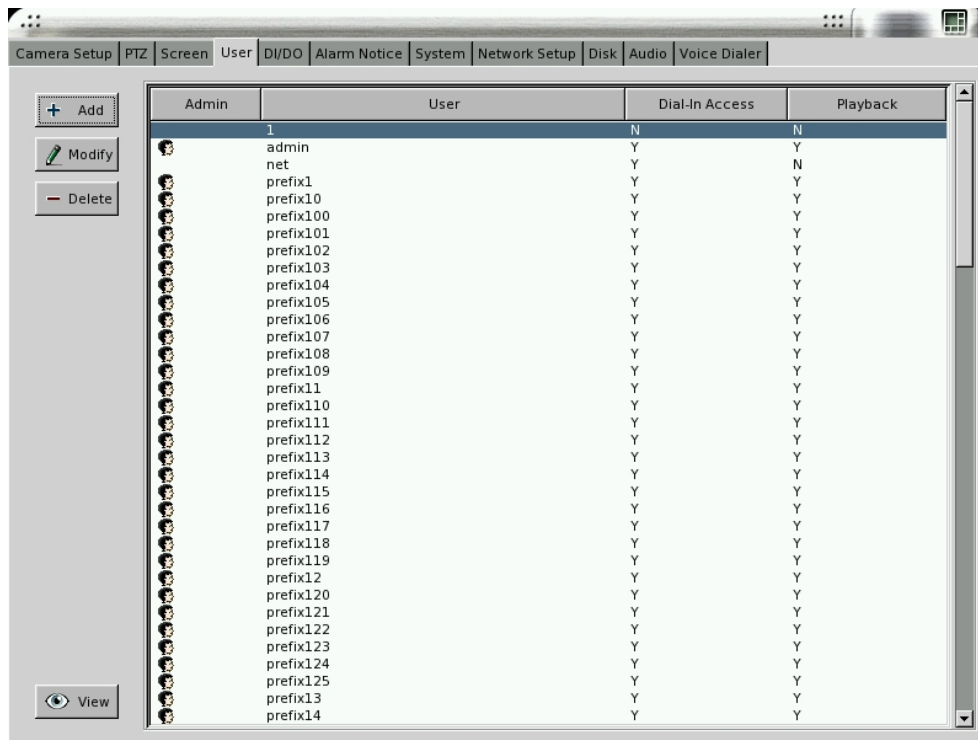 Camera Setup PTZ Screen User DI/DO Alarm Notice System Network Setup Disk Audio Voice Dialer
Add
Modify
Delete
View
Admin User Dial-In Access Playback
1 N N
admin Y Y
net Y N
prefix1 Y Y
prefix10 Y Y
prefix100 Y Y
prefix101 Y Y
prefix102 Y Y
prefix103 Y Y
prefix104 Y Y
prefix105 Y Y
prefix106 Y Y
prefix107 Y Y
prefix108 Y Y
prefix109 Y Y
prefix11 Y Y
prefix110 Y Y
prefix111 Y Y
prefix112 Y Y
prefix113 Y Y
prefix114 Y Y
prefix115 Y Y
prefix116 Y Y
prefix117 Y Y
prefix118 Y Y
prefix119 Y Y
prefix12 Y Y
prefix120 Y Y
prefix121 Y Y
prefix122 Y Y
prefix123 Y Y
prefix124 Y Y
prefix125 Y Y
prefix13 Y Y
prefix14 Y Y